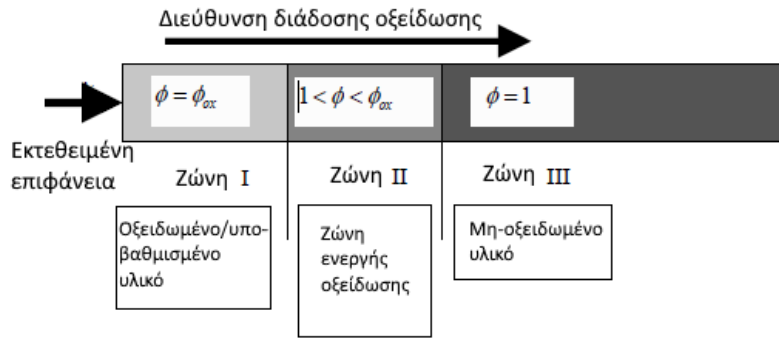 Διεύθυνση διάδοσης οξείδωσης
ϕ = ϕox
1 < ϕ < ϕox
ϕ = 1
Εκτεθειμένη
επιφάνεια
Ζώνη I
Ζώνη II
Ζώνη III
Οξειδωμένο/υπο-
βαθμισμένο
υλικό
Ζώνη
ενεργής
οξείδωσης
Μη-οξειδωμένο
υλικό